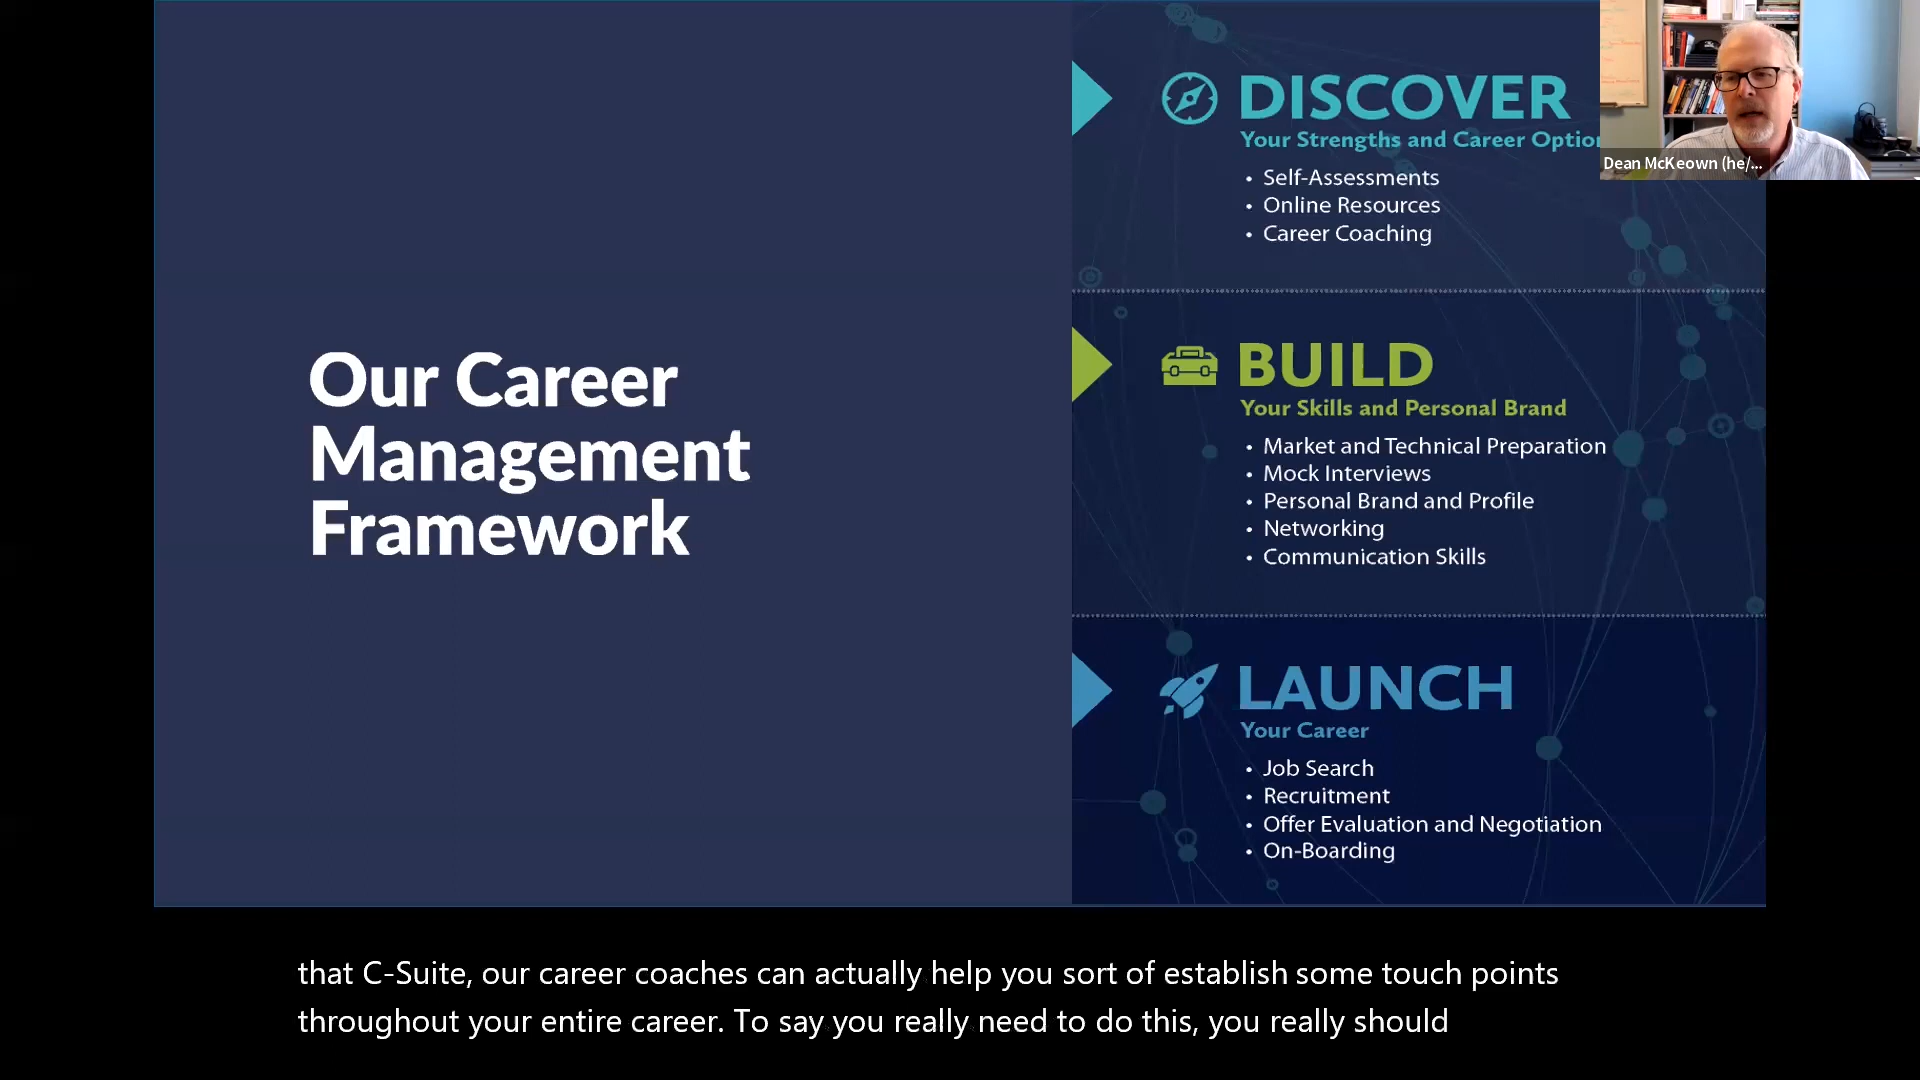 Our Career
Management
Framework
DISCOVER
Your Strengths and Career Optio
• Self-Assessments
• Online Resources
• Career Coaching
BUILD
Your Skills and Personal Brand
• Market and Technical Preparation
• Mock Interviews
• Personal Brand and Profile
• Networking
• Communication Skills
LAUNCH
Your Career
• Job Search
• Recruitment
• Offer Evaluation and Negotiation
• On-Boarding
Dean McKeown (he/...
that C-Suite, our career coaches can actually help you sort of establish some touch points
throughout your entire career. To say you really need to do this, you really should